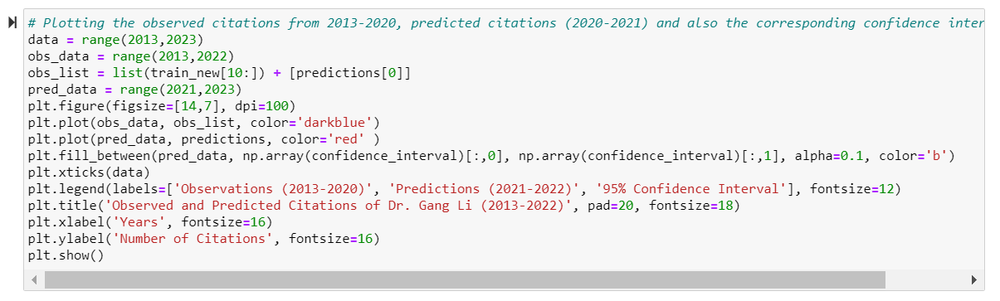 # Plotting the observed citations from 2013-2020, predicted citations (2020-2021) and also the corresponding confidence inter
data = range(2013,2023)
obs_data = range(2013,2022)
obs_list = list(train_new[10:]) + [predictions[0]]
pred_data = range(2021,2023)
plt.figure(figsize=[14,7], dpi=100)
plt.plot(obs_data, obs_list, color='darkblue')
plt.plot(pred_data, predictions, color='red' )
plt.fill_between(pred_data, np.array(confidence_interval)[:,0], np.array(confidence_interval)[:,1], alpha=0.1, color='b')
plt.xticks(data)
plt.legend(labels=['Observations (2013-2020)', 'Predictions (2021-2022)', '95% Confidence Interval'], fontsize=12)
plt.title('Observed and Predicted Citations of Dr. Gang Li (2013-2022)', pad=20, fontsize=18)
plt.xlabel('Years', fontsize=16)
plt.ylabel('Number of Citations', fontsize=16)
plt.show()